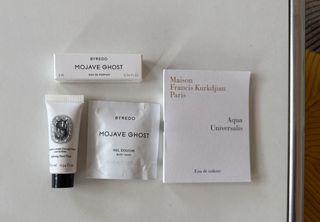 BYREDO
MOJAVE GHOST
EAU DE PARFUM
BYREDO
MOJAVE GHOST
GEL DOUCHE
BODY WASH
Maison
Francis Kurkdjian
Paris
Aqua
Universalis
Eau de toilette